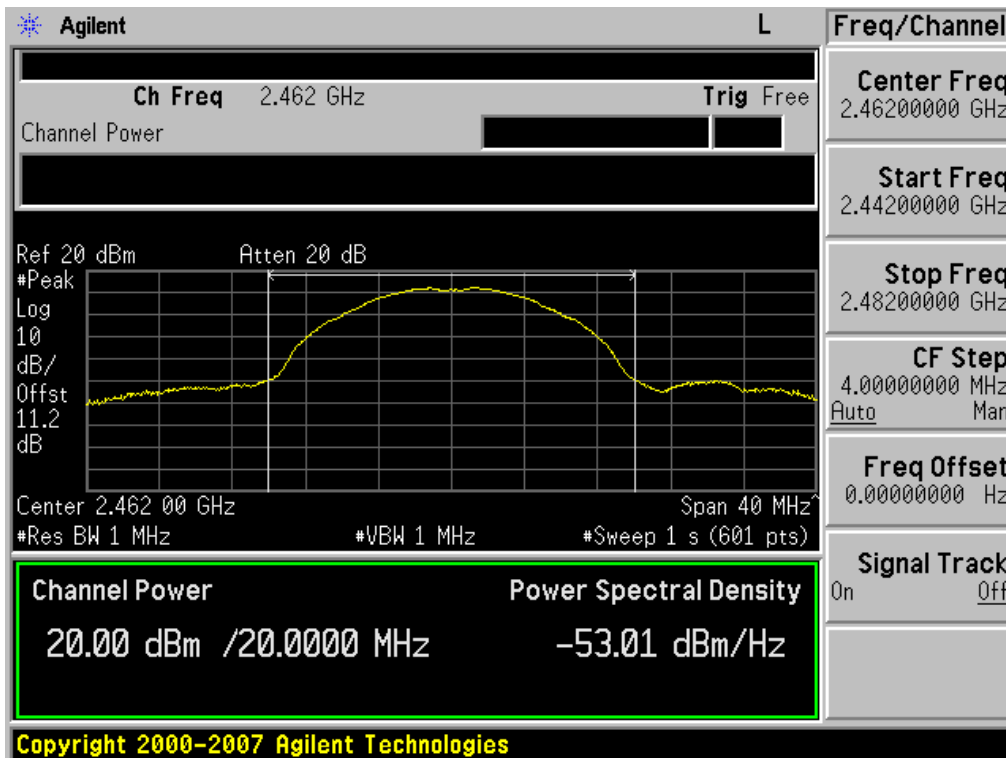 Agilent L Freq/Channel
Ch Freq 2.462 GHz Trig Free
Channel Power
Center Freq
2.46200000 GHz
Start Freq
2.44200000 GHz
Stop Freq
2.48200000 GHz
CF Step
4.00000000 MHz
Auto Man
Freq Offset
0.00000000 Hz
Signal Track
On Off
Ref 20 dBm Atten 20 dB
#Peak
Log
10
dB/
Offst
11.2
dB
Center 2.462 00 GHz Span 40 MHz^
#Res BW 1 MHz #VBW 1 MHz #Sweep 1 s (601 pts)
Channel Power Power Spectral Density
20.00 dBm /20.0000 MHz -53.01 dBm/Hz
Copyright 2000-2007 Agilent Technologies